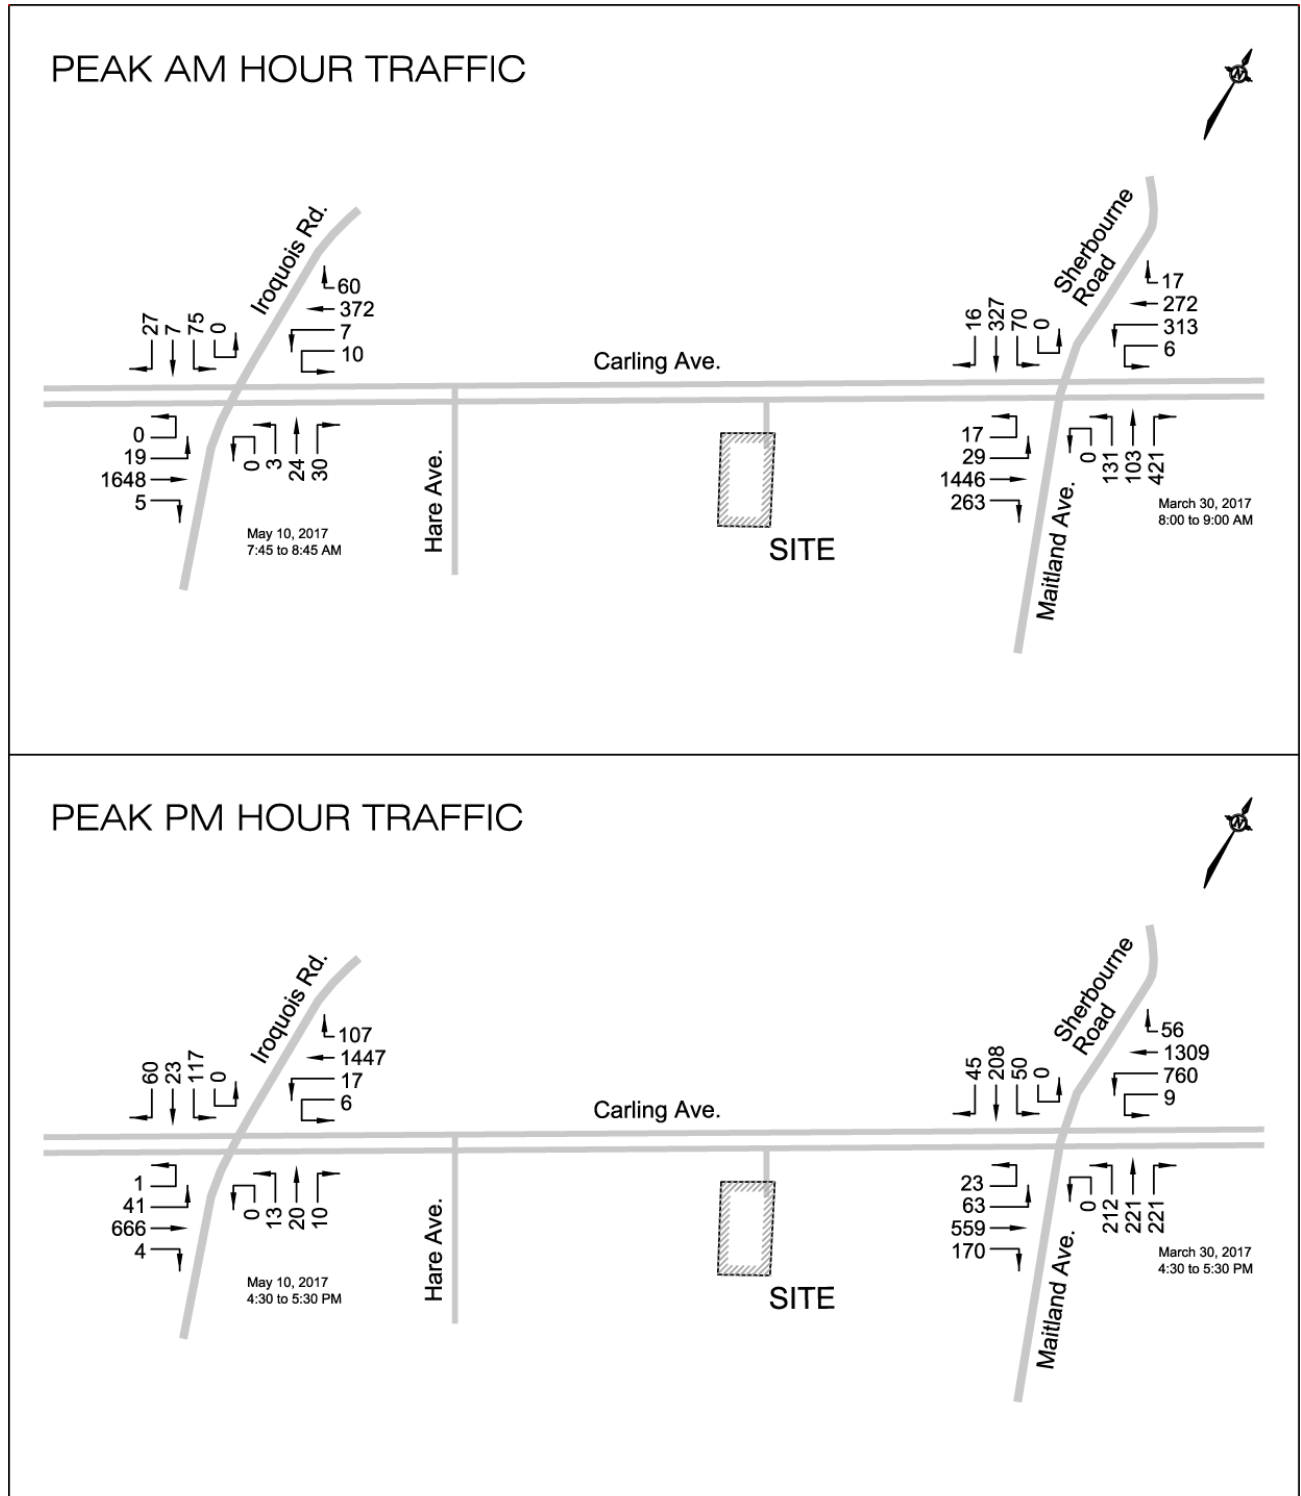 PEAK AM HOUR TRAFFIC
N
Iroquois Rd.
Sherbourne
Road
27
7
75
0
60
372
7
10
Carling Ave.
16
327
70
0
17
272
313
6
0
19
1648
5
0
3
24
30
Hare Ave.
SITE
17
29
1446
263
0
131
103
421
Maitland Ave.
May 10, 2017
7:45 to 8:45 AM
March 30, 2017
8:00 to 9:00 AM
PEAK PM HOUR TRAFFIC
N
Iroquois Rd.
Sherbourne
Road
60
23
117
0
107
1447
17
6
Carling Ave.
45
208
50
0
56
1309
760
9
1
41
666
4
0
13
20
10
Hare Ave.
SITE
23
63
559
170
0
212
221
221
Maitland Ave.
May 10, 2017
4:30 to 5:30 PM
March 30, 2017
4:30 to 5:30 PM